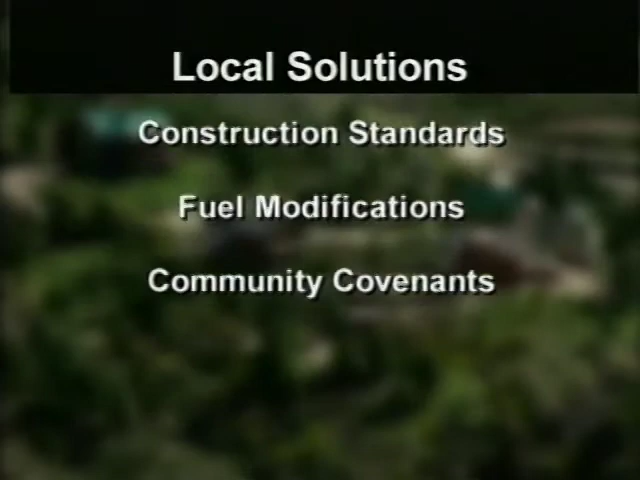 Local Solutions
Construction Standards
Fuel Modifications
Community Covenants